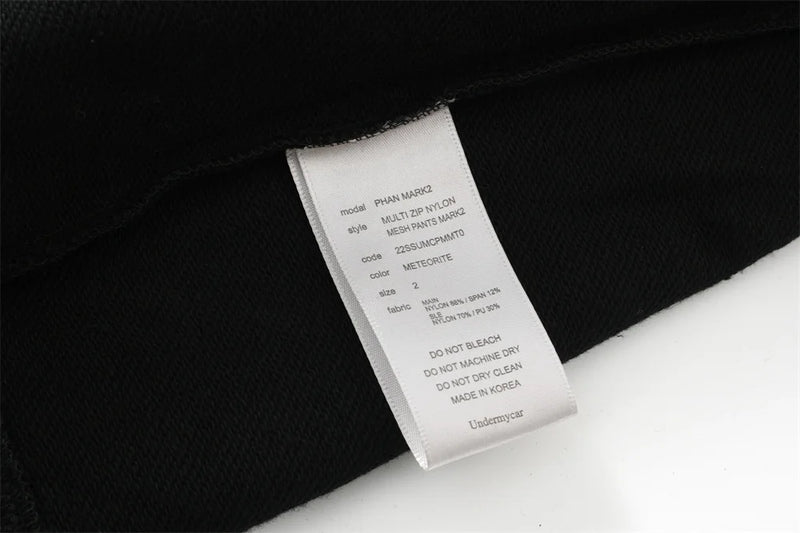 modal PHAN MARK2
style MULTI ZIP NYLON
MESH PANTS MARK2
code 22SSUMCPMMT0
color METEORITE
size 2
fabric MAIN
NYLON 88% / SPAN 12%
SLE
NYLON 70% / PU 30%
DO NOT BLEACH
DO NOT MACHINE DRY
DO NOT DRY CLEAN
MADE IN KOREA
Undermycar